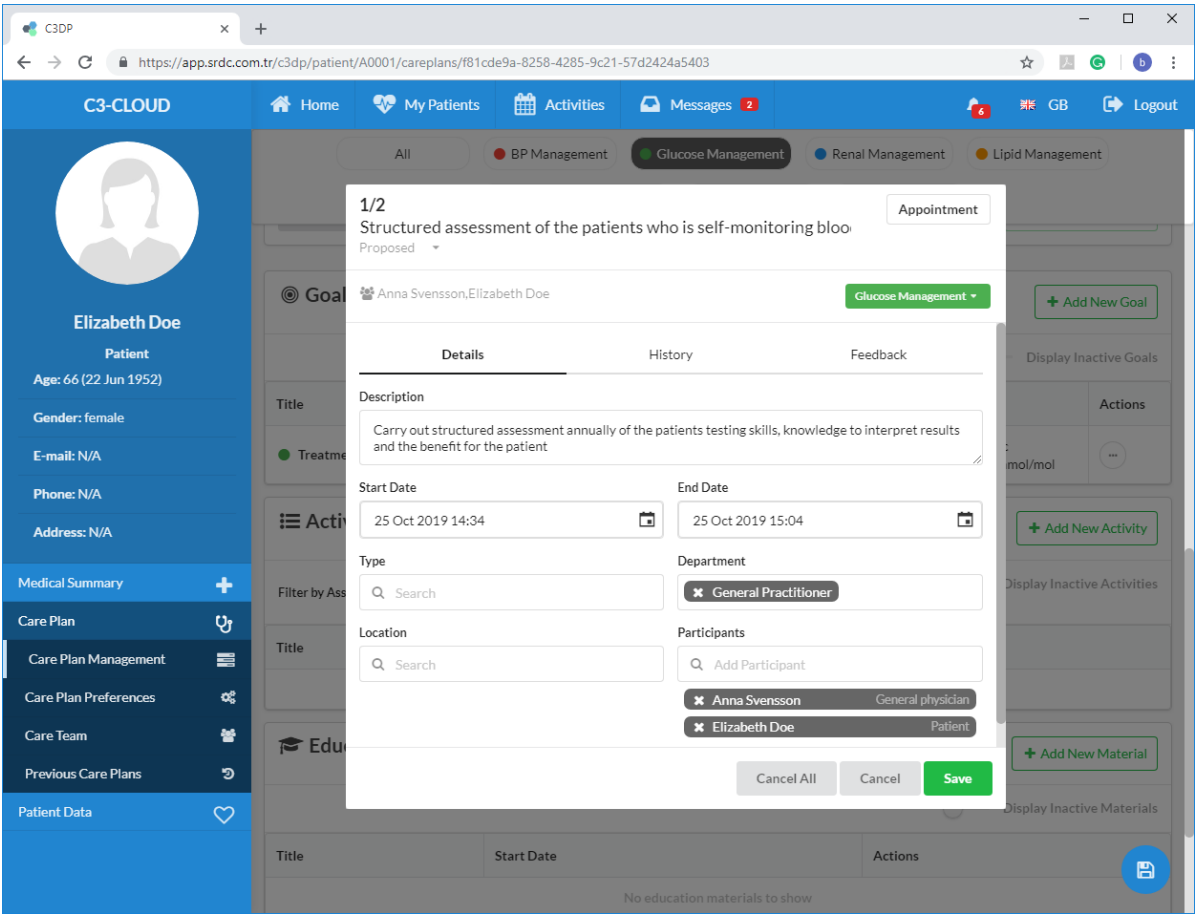 C3DP
https://app.srdc.com.tr/c3dp/patient/A0001/careplans/f81cde9a-8258-4285-9c21-57d2424a5403
b
C3-CLOUD
Home
My Patients
Activities
Messages 2
6
GB
Logout
All
BP Management
Glucose Management
Renal Management
Lipid Management
Elizabeth Doe
Patient
Age: 66 (22 Jun 1952)
Gender: female
E-mail: N/A
Phone: N/A
Address: N/A
Medical Summary
Care Plan
Care Plan Management
Care Plan Preferences
Care Team
Previous Care Plans
Patient Data
1/2
Structured assessment of the patients who is self-monitoring bloo
Proposed
Appointment
Anna Svensson,Elizabeth Doe
Glucose Management
Details
History
Feedback
Description
Carry out structured assessment annually of the patients testing skills, knowledge to interpret results
and the benefit for the patient
Start Date
End Date
25 Oct 2019 14:34
25 Oct 2019 15:04
Type
Department
Search
General Practitioner
Location
Participants
Search
Add Participant
Anna Svensson General physician
Elizabeth Doe Patient
Cancel All
Cancel
Save
Goal
+ Add New Goal
Display Inactive Goals
Title
Actions
Treatme
mol/mol
Activ
+ Add New Activity
Filter by Ass
Display Inactive Activities
Title
Educ
+ Add New Material
Display Inactive Materials
Title
Start Date
Actions
No education materials to show